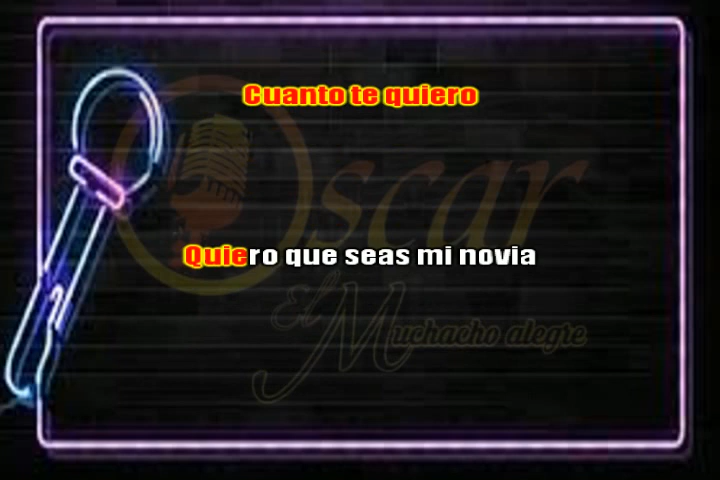 Cuanto te quiero
Oscar
Quiero que seas mi novia
El Muchacho alegre